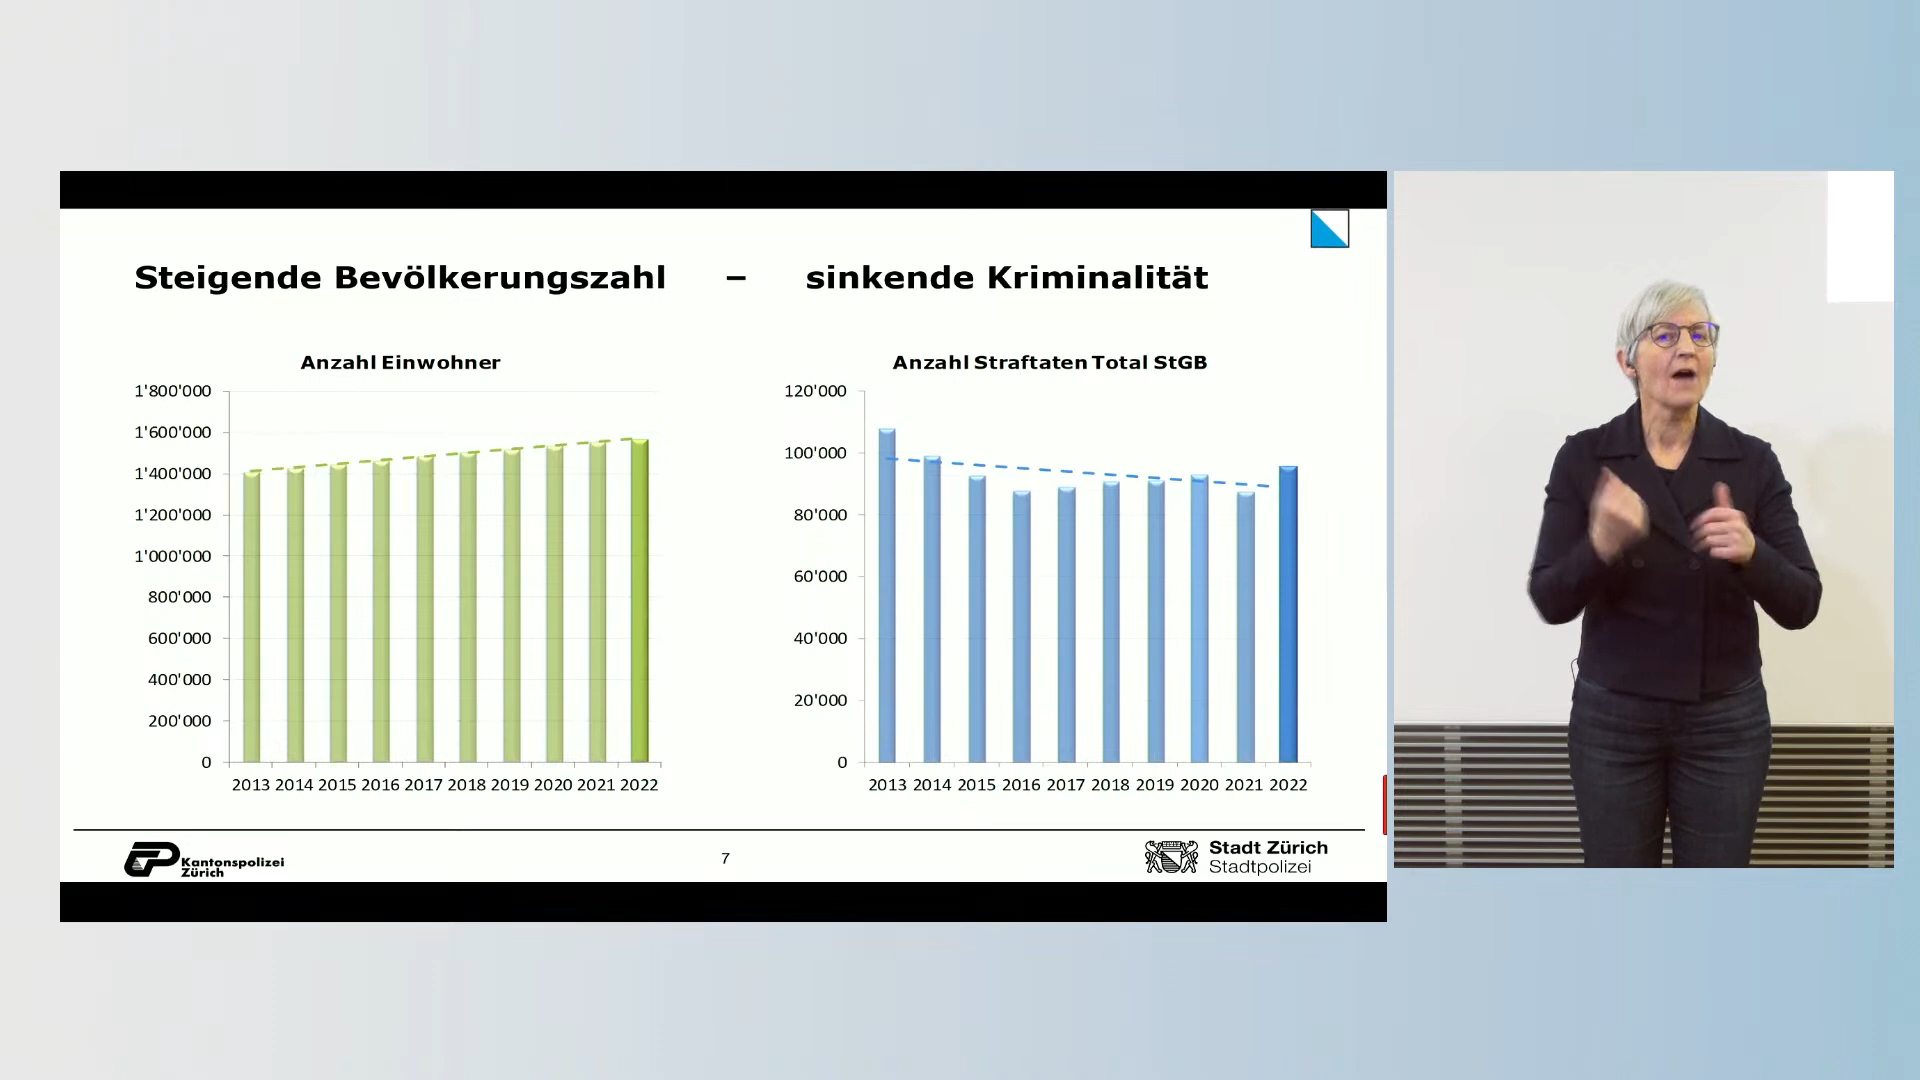 Steigende Bevölkerungszahl – sinkende Kriminalität
Anzahl Einwohner
1'800'000
1'600'000
1'400'000
1'200'000
1'000'000
800'000
600'000
400'000
200'000
0
2013 2014 2015 2016 2017 2018 2019 2020 2021 2022
Anzahl Straftaten Total StGB
120'000
100'000
80'000
60'000
40'000
20'000
0
2013 2014 2015 2016 2017 2018 2019 2020 2021 2022
Kantonspolizei
Zürich
7
Stadt Zürich
Stadtpolizei